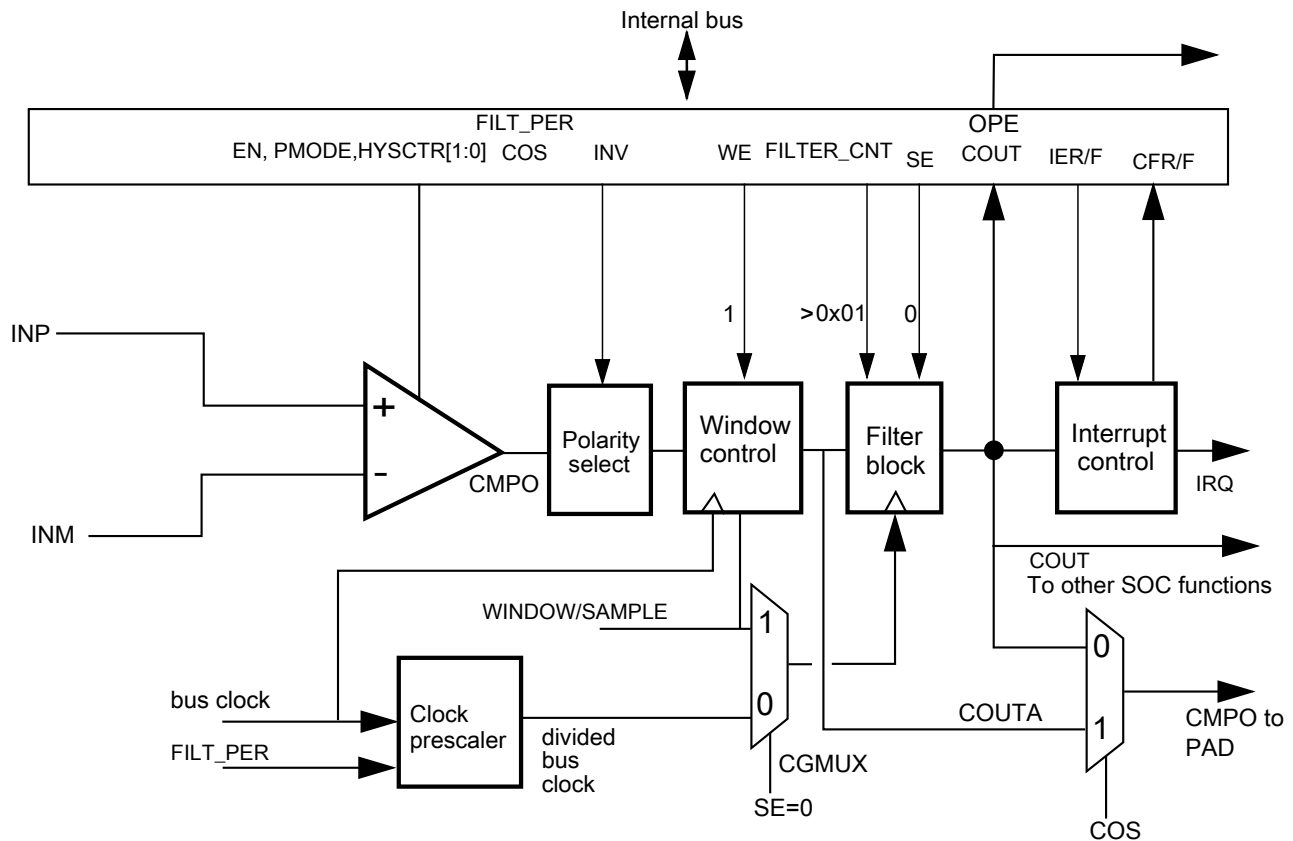 Internal bus
FILT_PER
OPE
EN, PMODE,HYSCTR[1:0]
COS
INV
WE
FILTER_CNT
SE
COUT
IER/F
CFR/F
1
>0x01
0
INP
+
-
INM
CMPO
Polarity
select
Window
control
Filter
block
Interrupt
control
IRQ
COUT
To other SOC functions
WINDOW/SAMPLE
1
0
bus clock
FILT_PER
Clock
prescaler
divided
bus
clock
CGMUX
SE=0
COUTA
0
1
CMPO to
PAD
COS